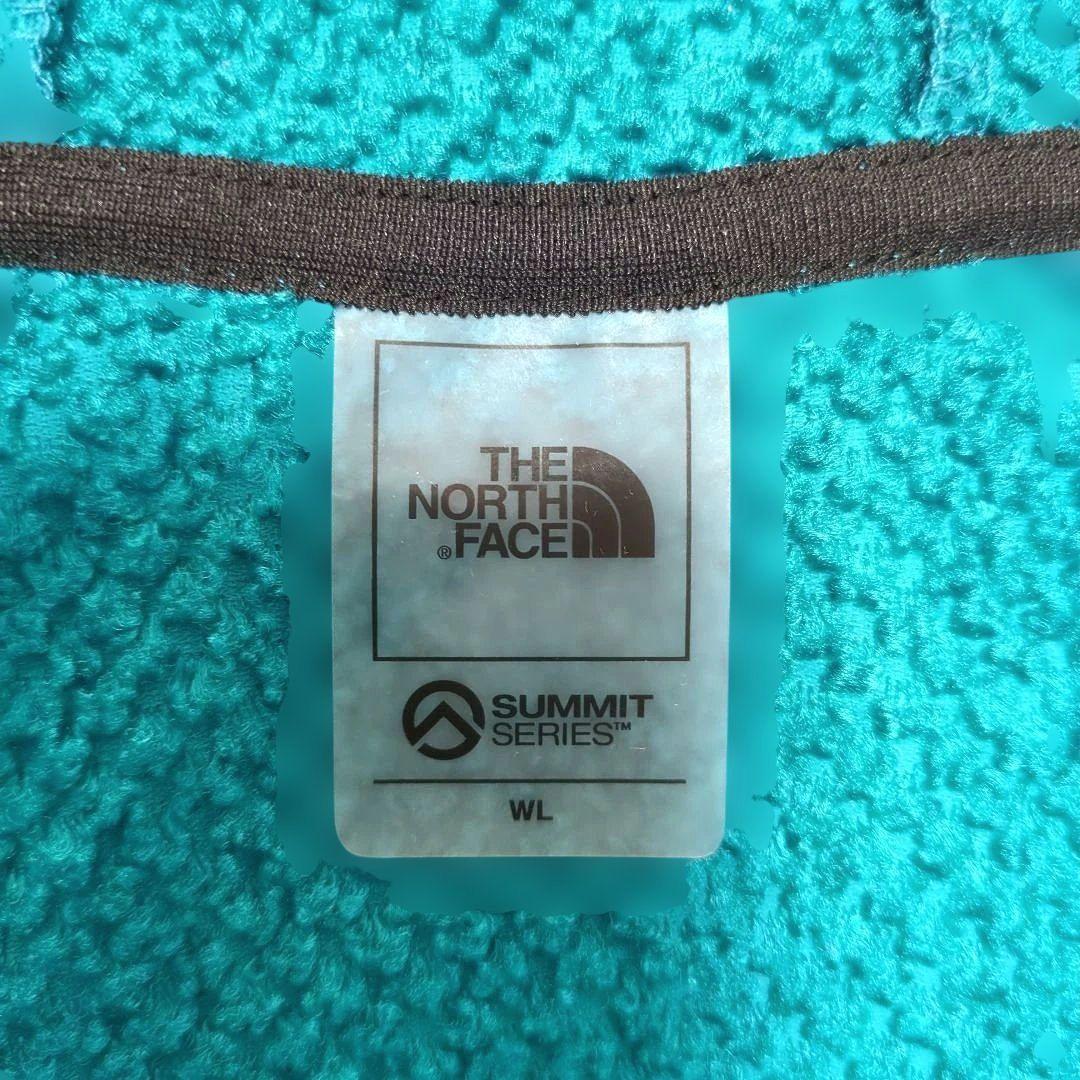 THE
NORTH
®FACE
SUMMIT
SERIES™
WL